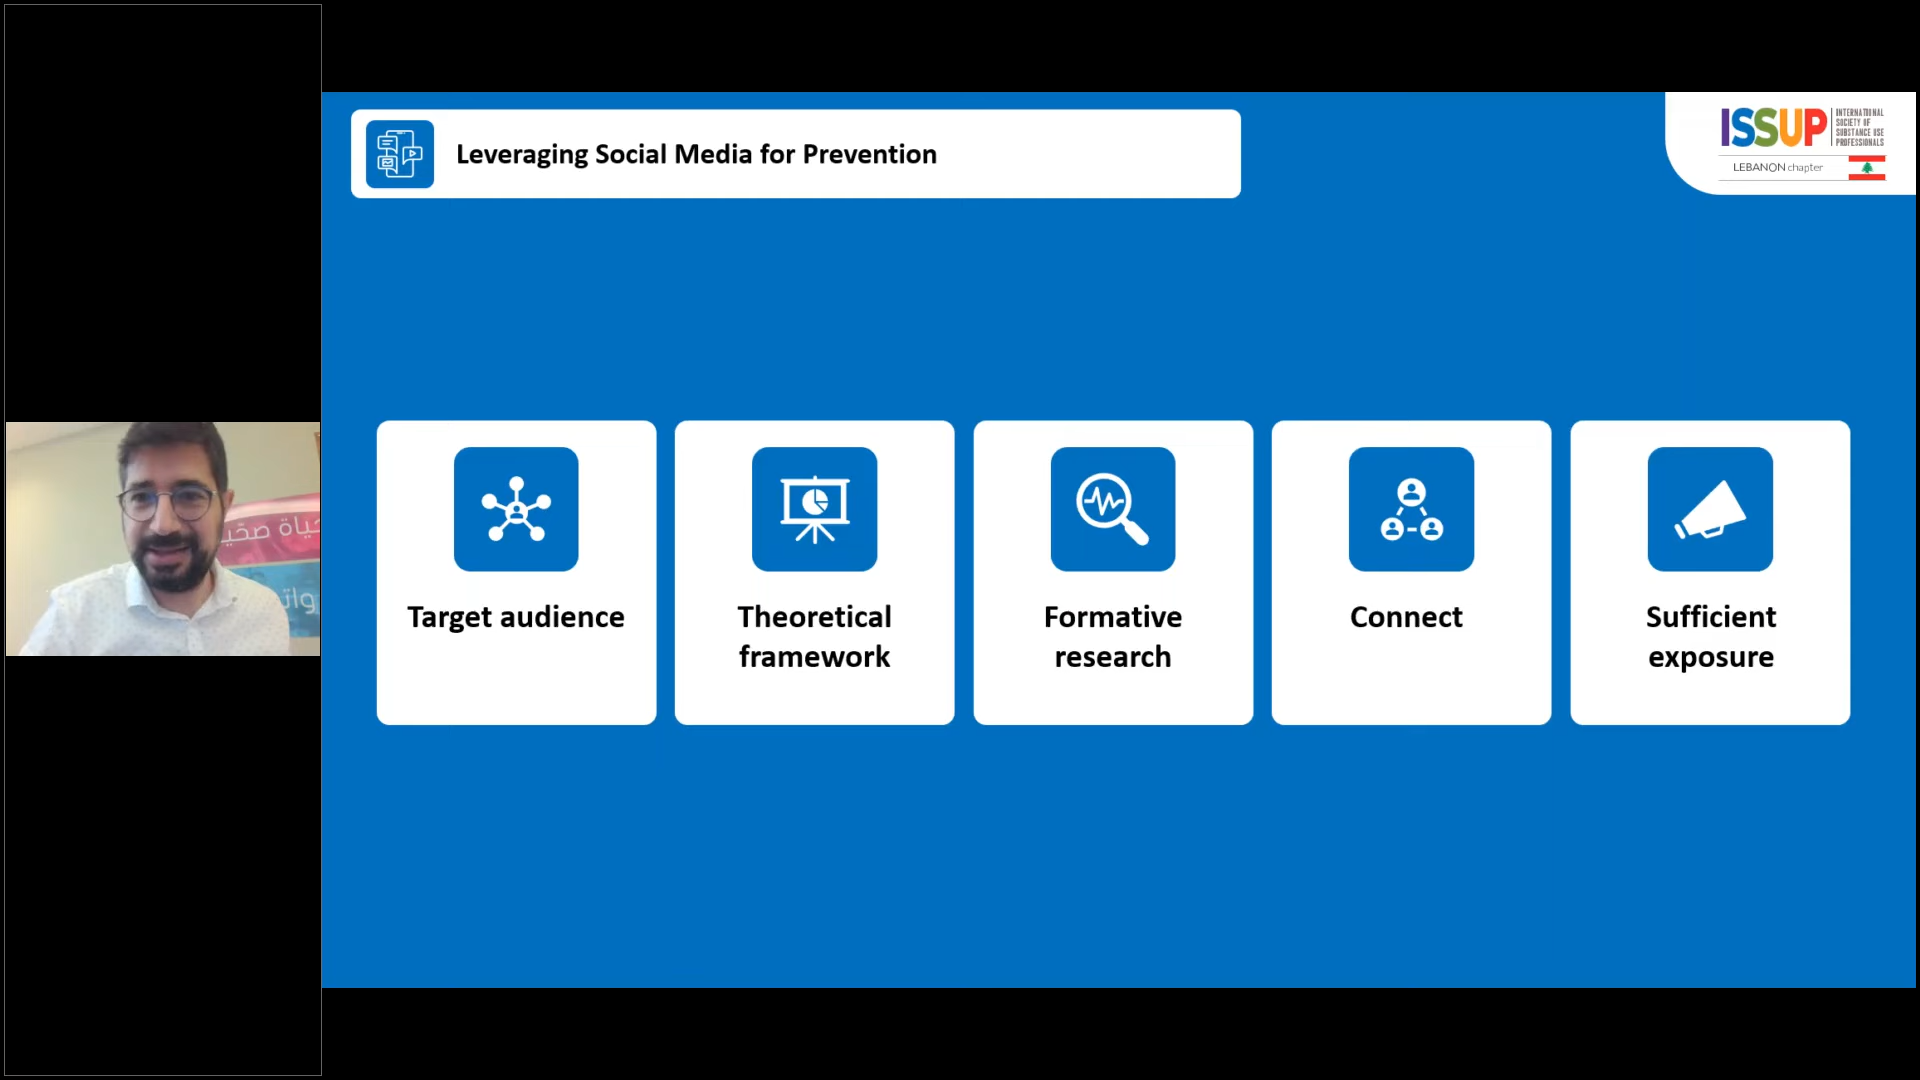 Leveraging Social Media for Prevention
ISSUP
INTERNATIONAL
SOCIETY OF
SUBSTANCE USE
PROFESSIONALS
LEBANON chapter
Target audience
Theoretical
framework
Formative
research
Connect
Sufficient
exposure